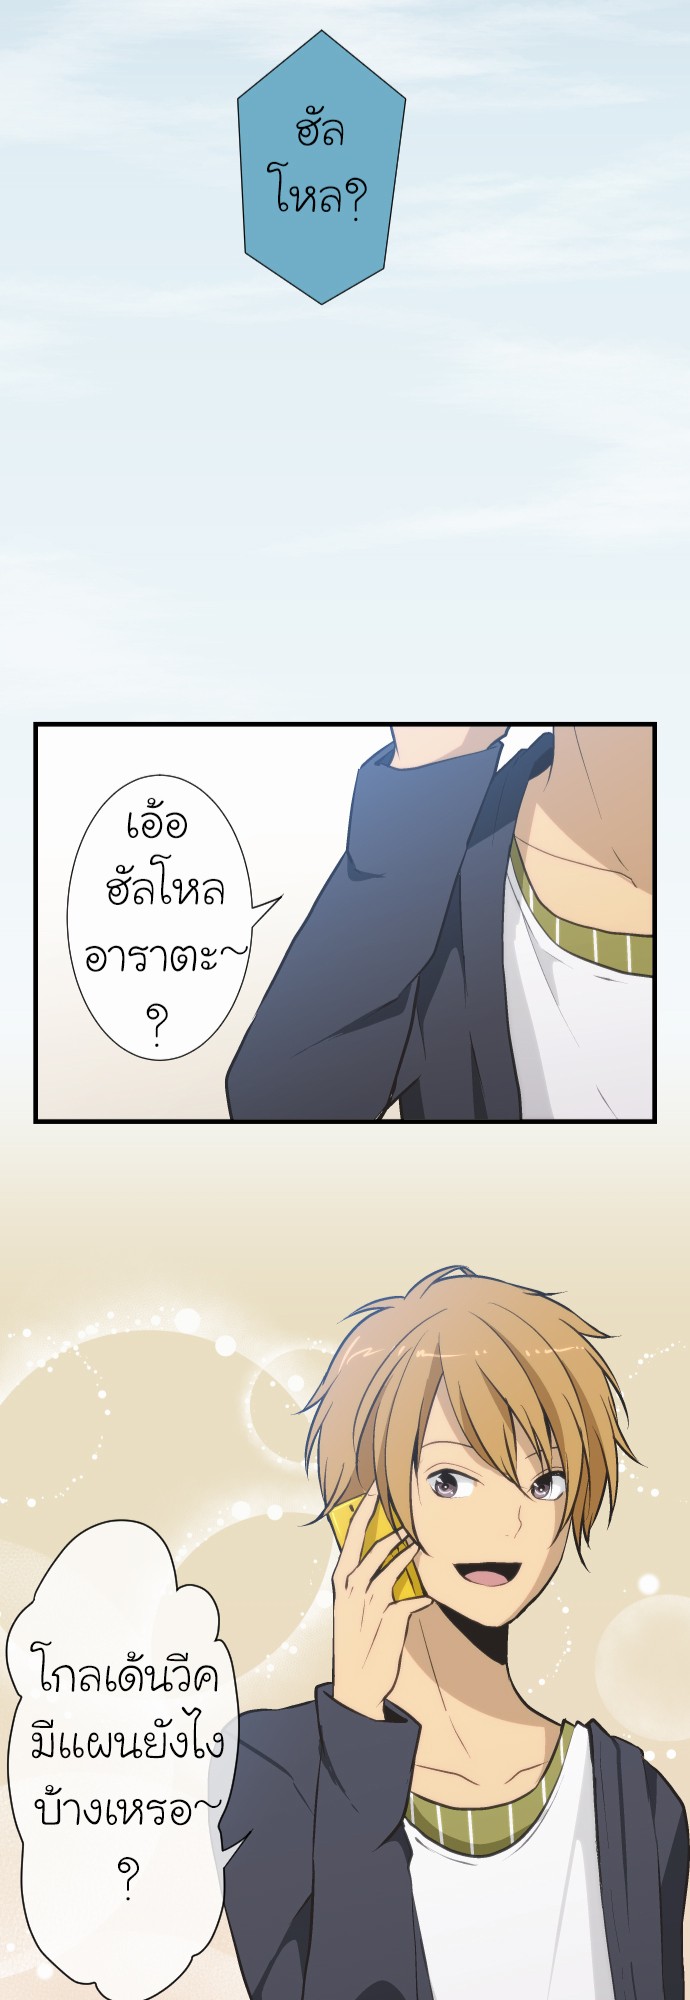 ฮัล
โหล?
เอ้อ
ฮัลโหล
อาราตะ~
?
โกลเด้นวีค
มีแผนยังไง
บ้างเหรอ~
?